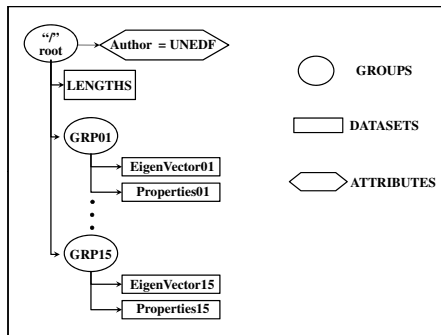 “/”
root
Author = UNEDF
LENGTHS
GRP01
EigenVector01
Properties01
GRP15
EigenVector15
Properties15
GROUPS
DATASETS
ATTRIBUTES